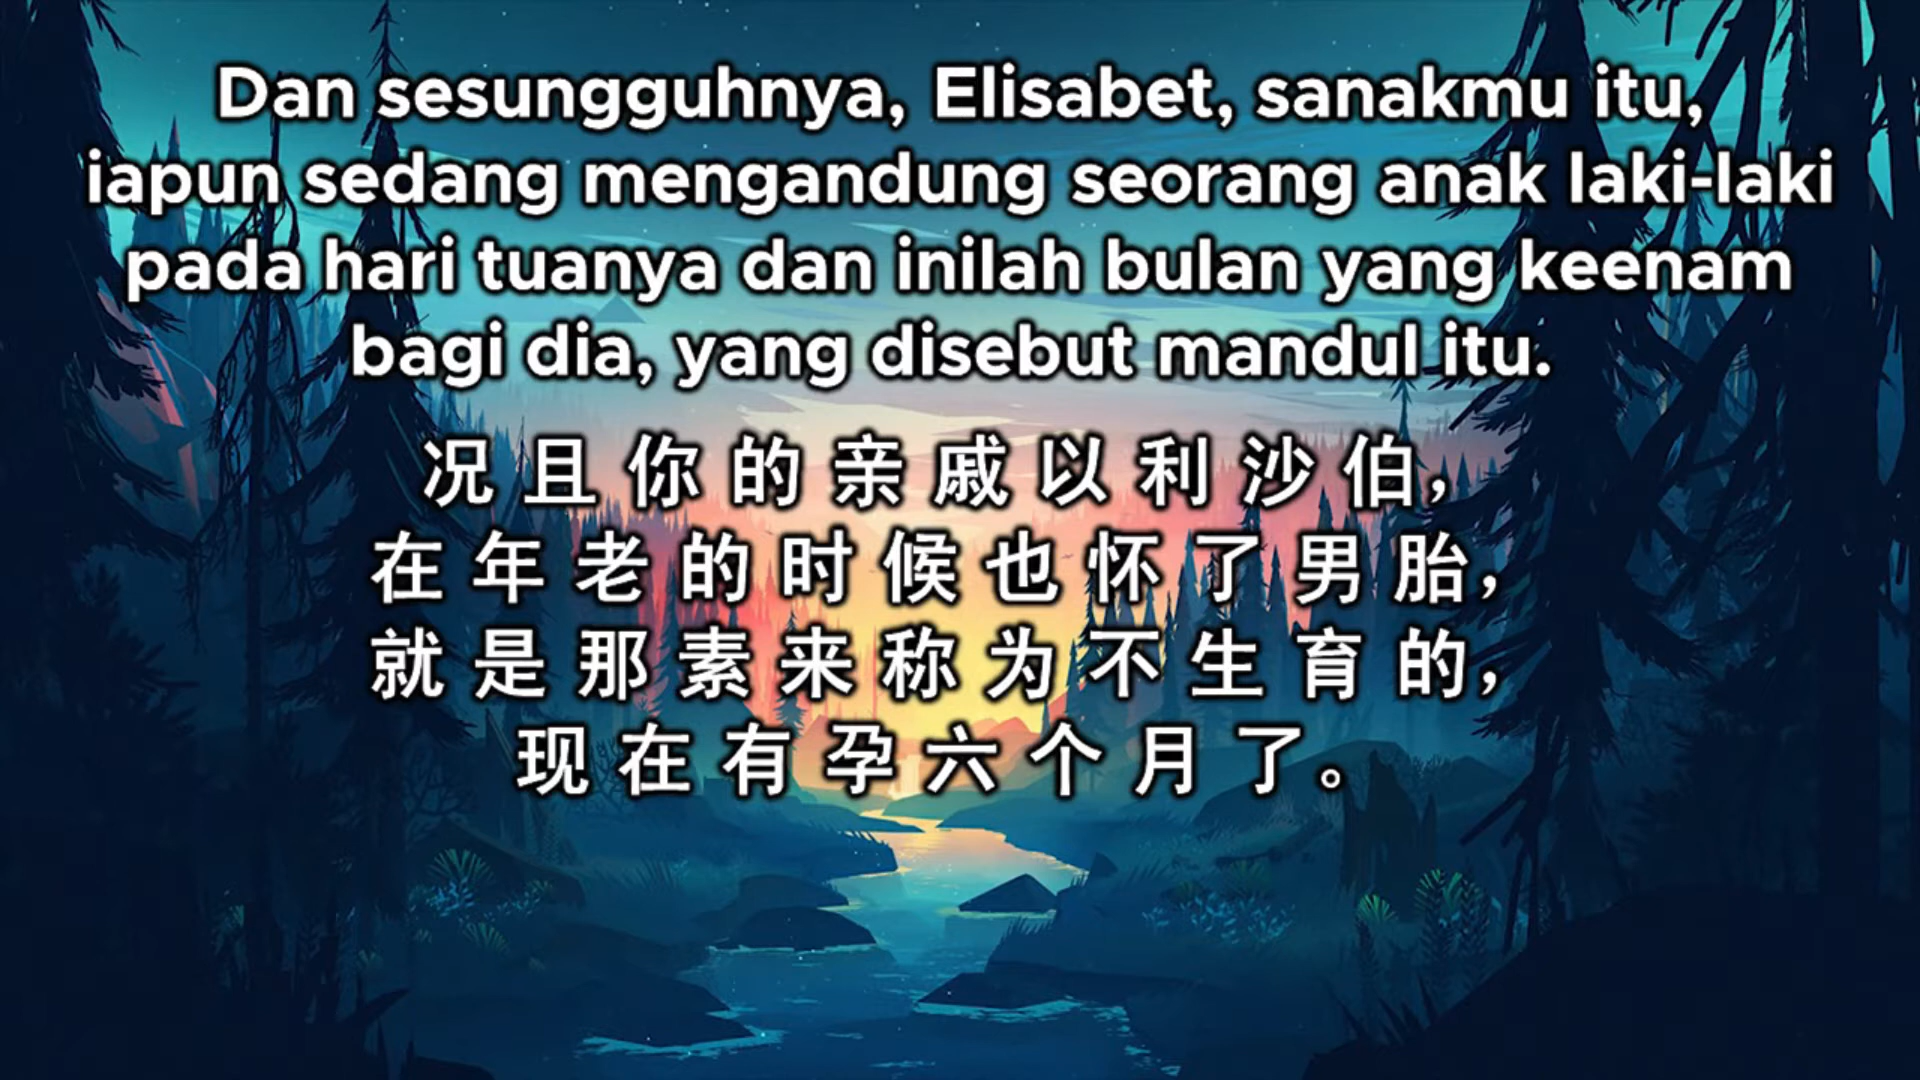 Dan sesungguhnya, Elisabet, sanakmu itu,
iapun sedang mengandung seorang anak laki-laki
pada hari tuanya dan inilah bulan yang keenam
bagi dia, yang disebut mandul itu.
况且你的亲戚以利沙伯，
在年老的时候也怀了男胎，
就是那素来称为不生育的，
现在有孕六个月了。